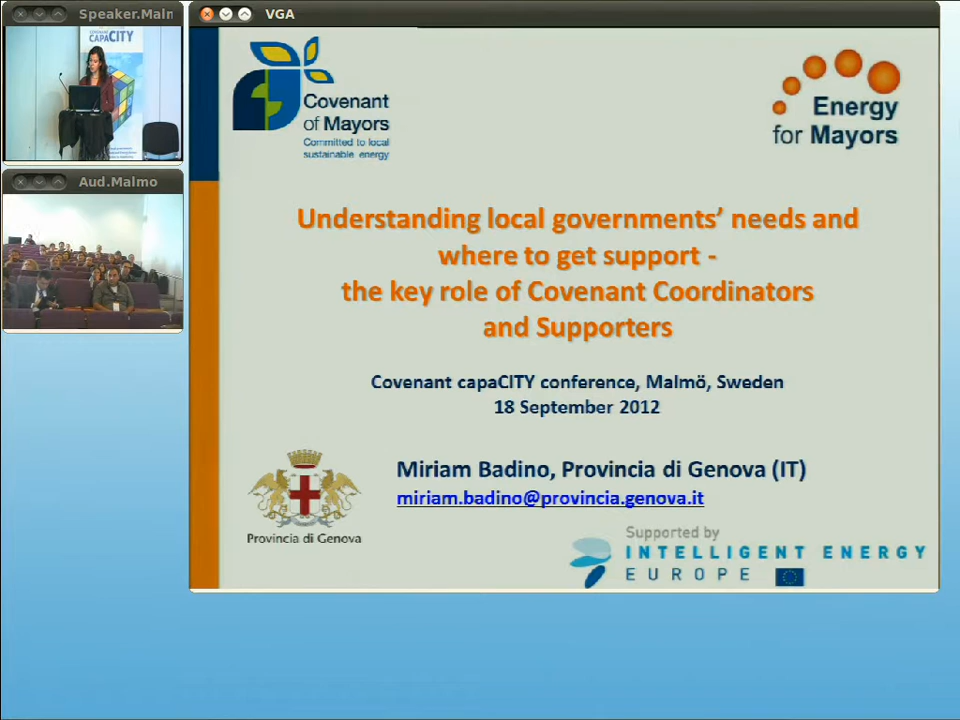 Speaker.Malm
VGA
COVENANT
CAPACITY
Aud.Malmo
Covenant
of Mayors
Committed to local
sustainable energy
Energy
for Mayors
Understanding local governments’ needs and
where to get support -
the key role of Covenant Coordinators
and Supporters
Covenant capaCITY conference, Malmö, Sweden
18 September 2012
Miriam Badino, Provincia di Genova (IT)
miriam.badino@provincia.genova.it
Provincia di Genova
Supported by
INTELLIGENT ENERGY
EUROPE